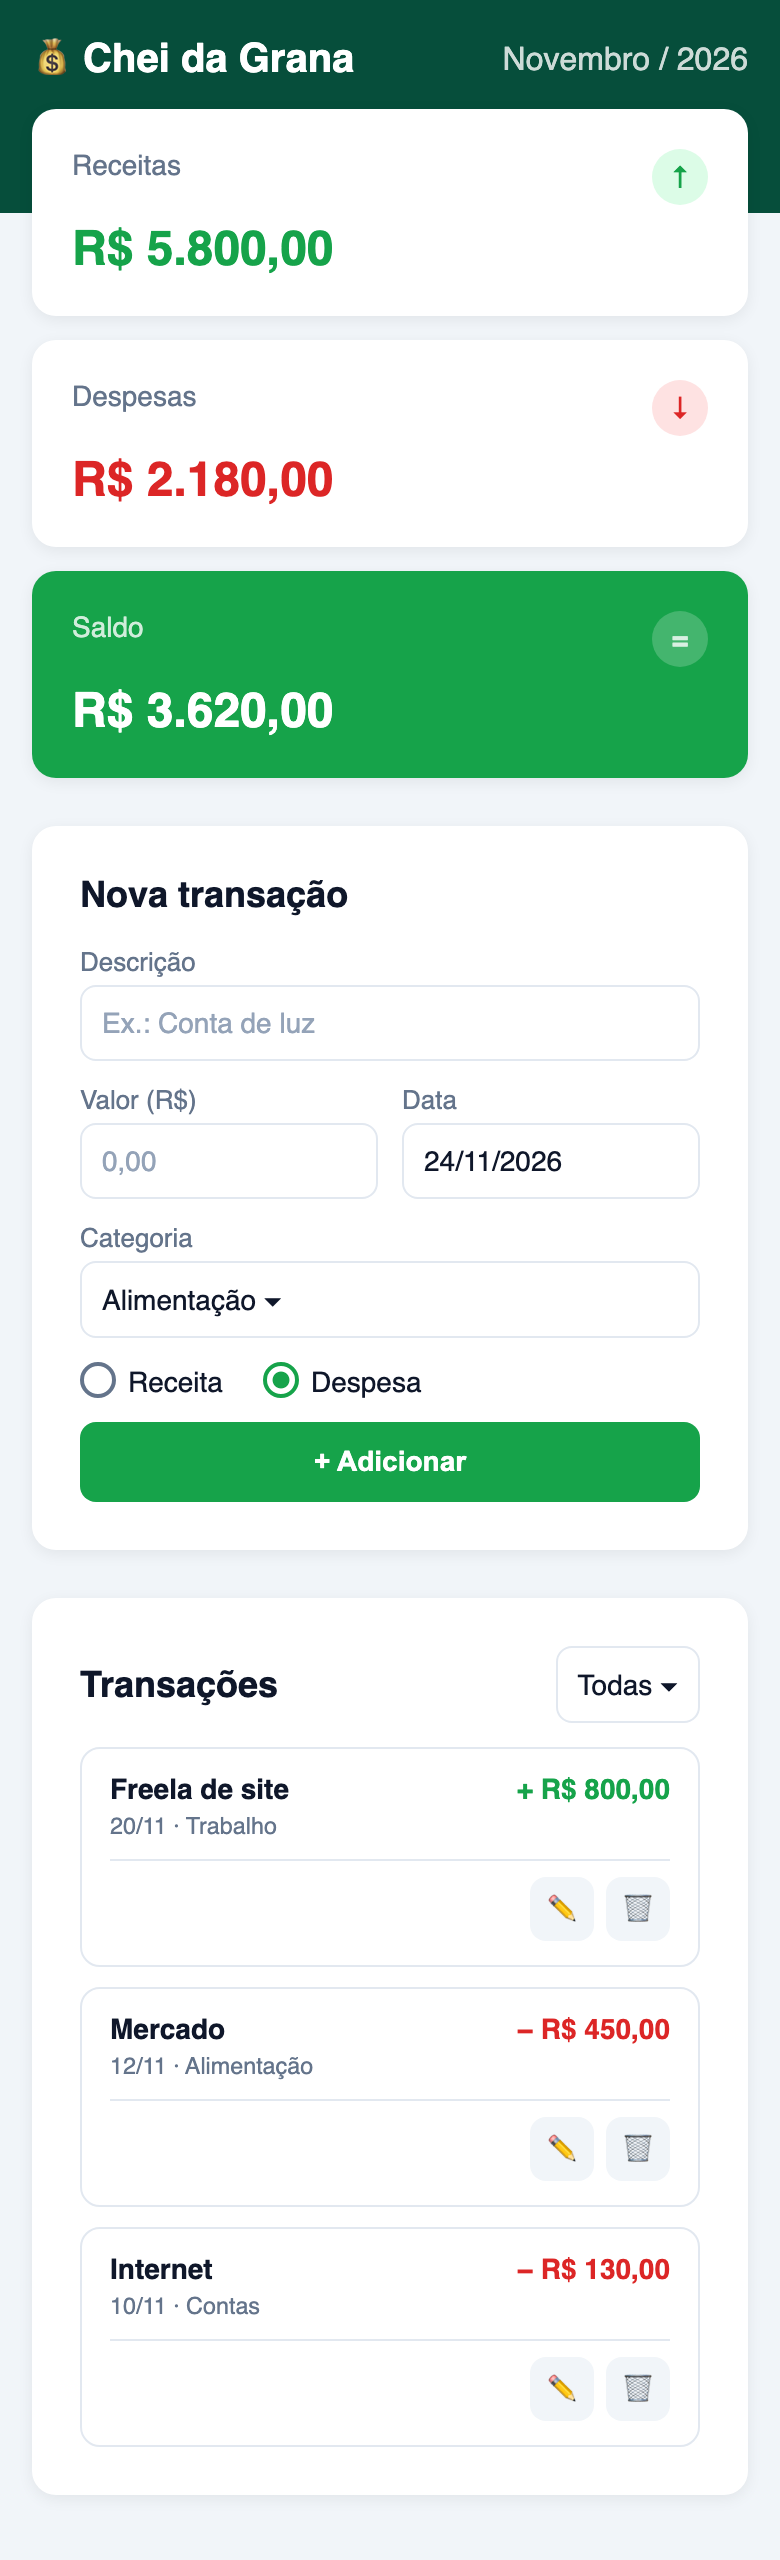 Chei da Grana
Novembro / 2026
Receitas
↑
R$ 5.800,00
Despesas
↓
R$ 2.180,00
Saldo
=
R$ 3.620,00
Nova transação
Descrição
Ex.: Conta de luz
Valor (R$)
Data
0,00
24/11/2026
Categoria
Alimentação
Receita
Despesa
+ Adicionar
Transações
Todas
Freela de site
+ R$ 800,00
20/11 · Trabalho
Mercado
– R$ 450,00
12/11 · Alimentação
Internet
– R$ 130,00
10/11 · Contas